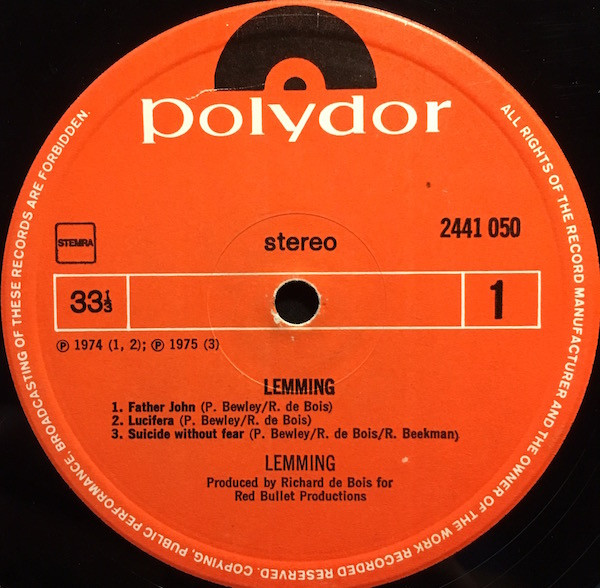 polydor
ALL RIGHTS OF THE RECORD MANUFACTURER AND THE OWNER OF THE WORK RECORDED RESERVED. COPYING, PUBLIC PERFORMANCE, BROADCASTING OF THESE RECORDS ARE FORBIDDEN.
STEMRA
stereo
2441 050
33⅓
1
℗ 1974 (1, 2); ℗ 1975 (3)
LEMMING
1. Father John (P. Bewley/R. de Bois)
2. Lucifera (P. Bewley/R. de Bois)
3. Suicide without fear (P. Bewley/R. de Bois/R. Beekman)
LEMMING
Produced by Richard de Bois for
Red Bullet Productions